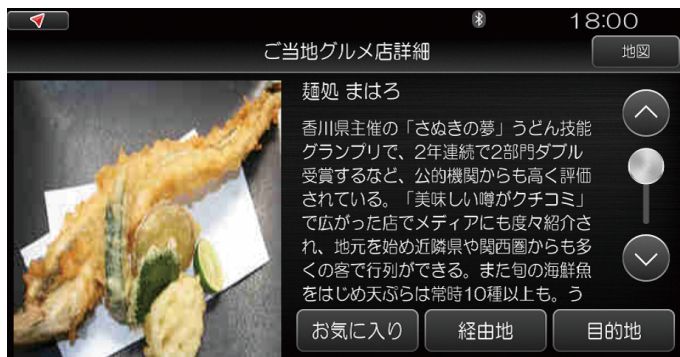 18:00
ご当地グルメ店詳細
地図
麺処 まはろ
香川県主催の「さぬきの夢」うどん技能
グランプリで、2年連続で2部門ダブル
受賞するなど、公的機関からも高く評価
されている。「美味しい噂がクチコミ」
で広がった店でメディアにも度々紹介さ
れ、地元を始め近隣県や関西圏からも多
くの客で行列ができる。また旬の海鮮魚
をはじめ天ぷらは常時10種以上も。う
お気に入り
経由地
目的地